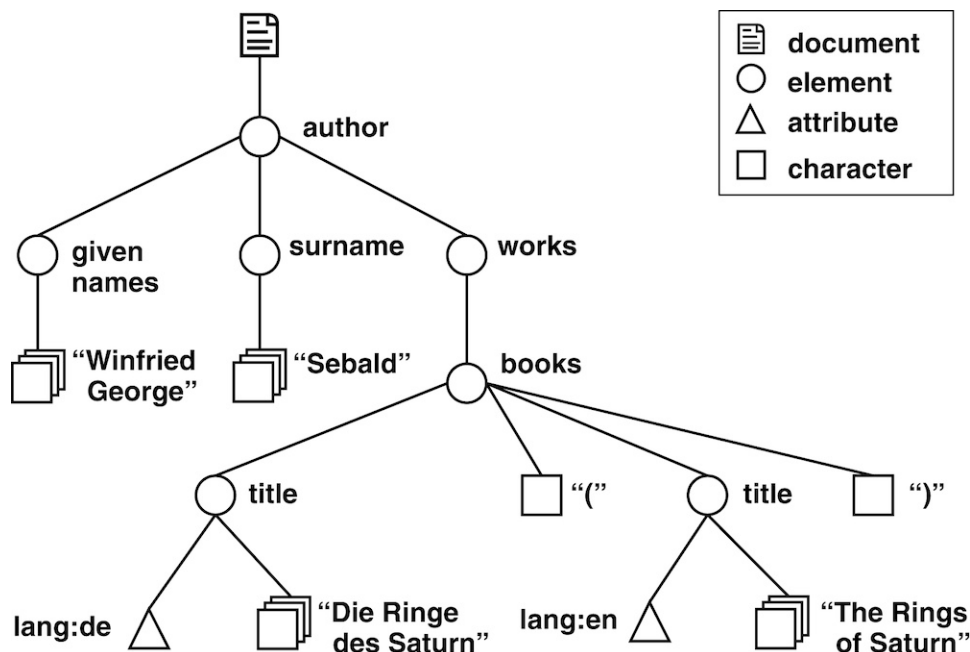 document
element
attribute
character
author
given
names
surname
works
“Winfried
George”
“Sebald”
books
title
“(”
title
“)”
lang:de
“Die Ringe
des Saturn”
lang:en
“The Rings
of Saturn”